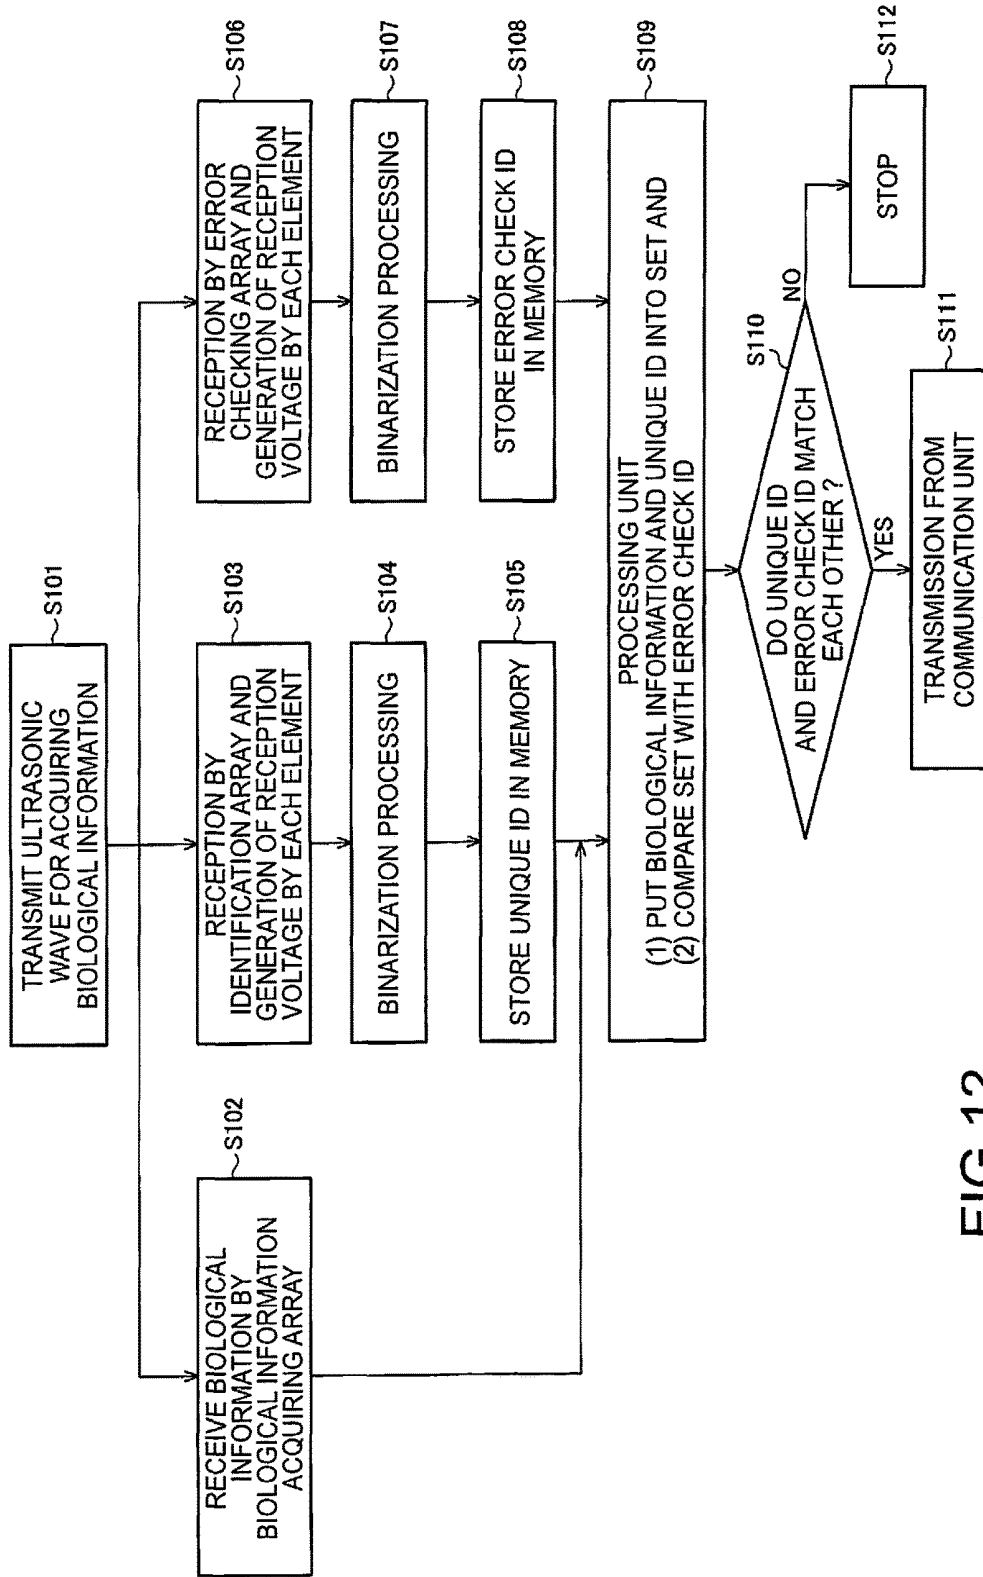 TRANSMIT ULTRASONIC
WAVE FOR ACQUIRING
BIOLOGICAL INFORMATION
S101
RECEIVE BIOLOGICAL
INFORMATION BY
BIOLOGICAL INFORMATION
ACQUIRING ARRAY
S102
RECEPTION BY
IDENTIFICATION ARRAY AND
GENERATION OF RECEPTION
VOLTAGE BY EACH ELEMENT
S103
BINARIZATION PROCESSING
S104
STORE UNIQUE ID IN MEMORY
S105
RECEPTION BY ERROR
CHECKING ARRAY AND
GENERATION OF RECEPTION
VOLTAGE BY EACH ELEMENT
S106
BINARIZATION PROCESSING
S107
STORE ERROR CHECK ID
IN MEMORY
S108
PROCESSING UNIT
(1) PUT BIOLOGICAL INFORMATION AND UNIQUE ID INTO SET AND
(2) COMPARE SET WITH ERROR CHECK ID
S109
DO UNIQUE ID
AND ERROR CHECK ID MATCH
EACH OTHER ?
S110
NO
YES
TRANSMISSION FROM
COMMUNICATION UNIT
S111
STOP
S112
FIG. 12